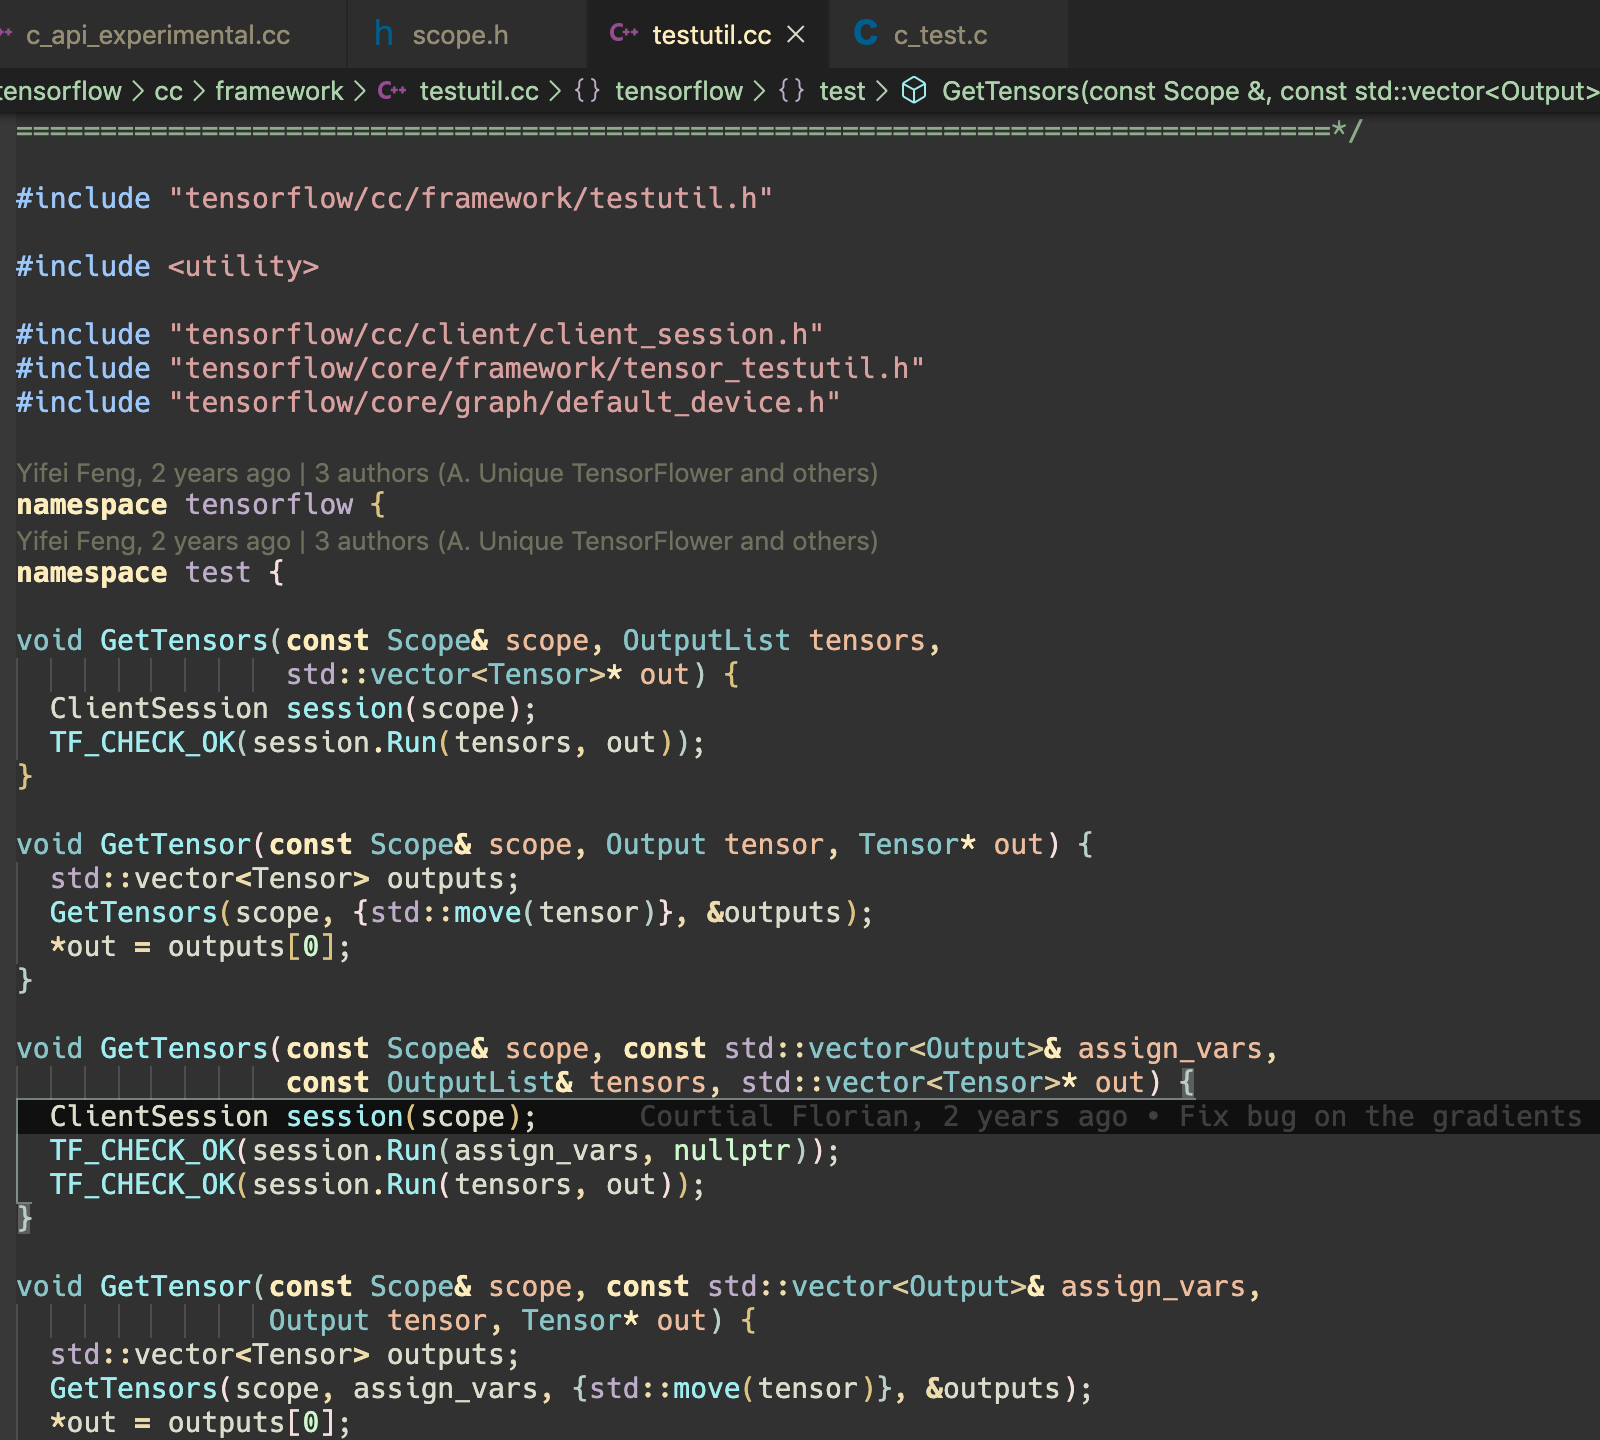 c_api_experimental.cc
scope.h
testutil.cc
c_test.c
tensorflow > cc > framework > testutil.cc > {} tensorflow > {} test > GetTensors(const Scope &, const std::vector<Output>
==============================================================================*/
#include "tensorflow/cc/framework/testutil.h"
#include <utility>
#include "tensorflow/cc/client/client_session.h"
#include "tensorflow/core/framework/tensor_testutil.h"
#include "tensorflow/core/graph/default_device.h"
Yifei Feng, 2 years ago | 3 authors (A. Unique TensorFlower and others)
namespace tensorflow {
Yifei Feng, 2 years ago | 3 authors (A. Unique TensorFlower and others)
namespace test {
void GetTensors(const Scope& scope, OutputList tensors,
std::vector<Tensor>* out) {
ClientSession session(scope);
TF_CHECK_OK(session.Run(tensors, out));
}
void GetTensor(const Scope& scope, Output tensor, Tensor* out) {
std::vector<Tensor> outputs;
GetTensors(scope, {std::move(tensor)}, &outputs);
*out = outputs[0];
}
void GetTensors(const Scope& scope, const std::vector<Output>& assign_vars,
const OutputList& tensors, std::vector<Tensor>* out) {
ClientSession session(scope); Courtial Florian, 2 years ago • Fix bug on the gradients
TF_CHECK_OK(session.Run(assign_vars, nullptr));
TF_CHECK_OK(session.Run(tensors, out));
}
void GetTensor(const Scope& scope, const std::vector<Output>& assign_vars,
Output tensor, Tensor* out) {
std::vector<Tensor> outputs;
GetTensors(scope, assign_vars, {std::move(tensor)}, &outputs);
*out = outputs[0];